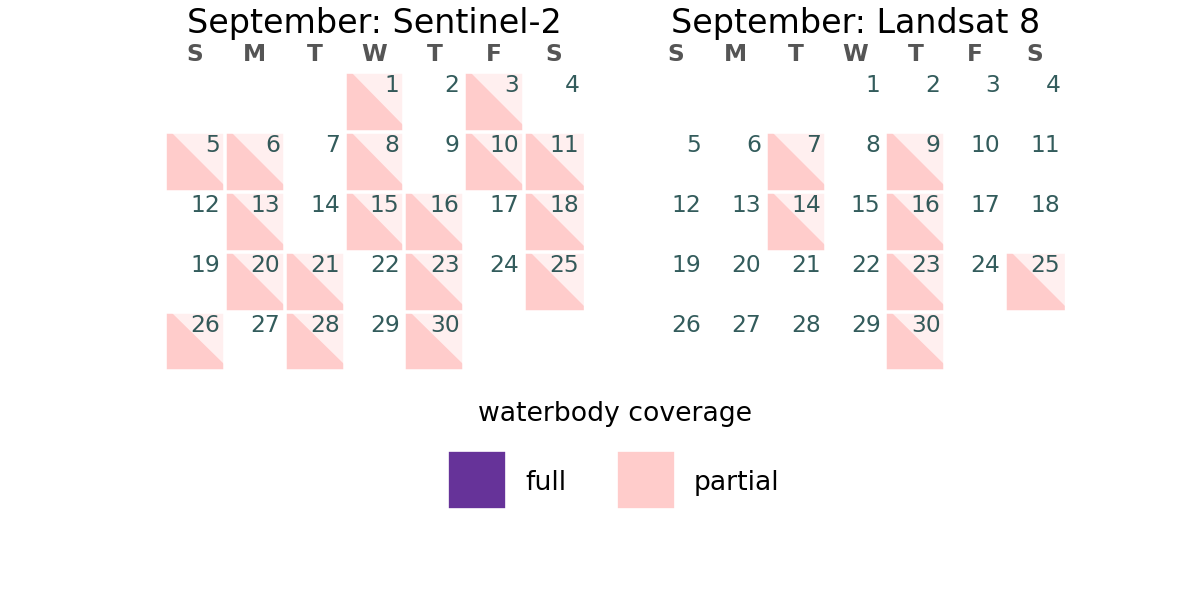 September: Sentinel-2
S M T W T F S
1 2 3 4
5 6 7 8 9 10 11
12 13 14 15 16 17 18
19 20 21 22 23 24 25
26 27 28 29 30
September: Landsat 8
S M T W T F S
1 2 3 4
5 6 7 8 9 10 11
12 13 14 15 16 17 18
19 20 21 22 23 24 25
26 27 28 29 30
waterbody coverage
full partial